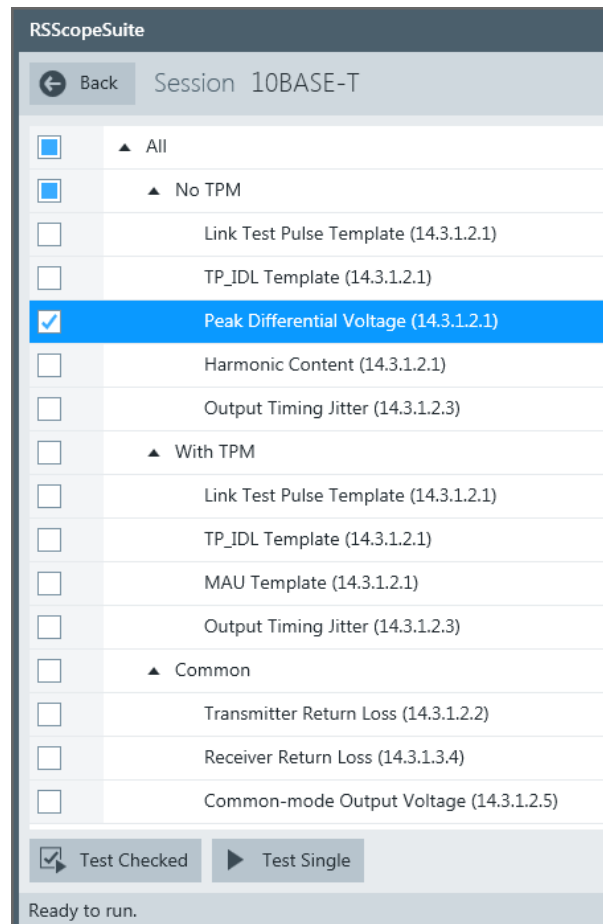 RSScopeSuite
Back Session 10BASE-T
All
No TPM
Link Test Pulse Template (14.3.1.2.1)
TP_IDL Template (14.3.1.2.1)
Peak Differential Voltage (14.3.1.2.1)
Harmonic Content (14.3.1.2.1)
Output Timing Jitter (14.3.1.2.3)
With TPM
Link Test Pulse Template (14.3.1.2.1)
TP_IDL Template (14.3.1.2.1)
MAU Template (14.3.1.2.1)
Output Timing Jitter (14.3.1.2.3)
Common
Transmitter Return Loss (14.3.1.2.2)
Receiver Return Loss (14.3.1.3.4)
Common-mode Output Voltage (14.3.1.2.5)
Test Checked Test Single
Ready to run.